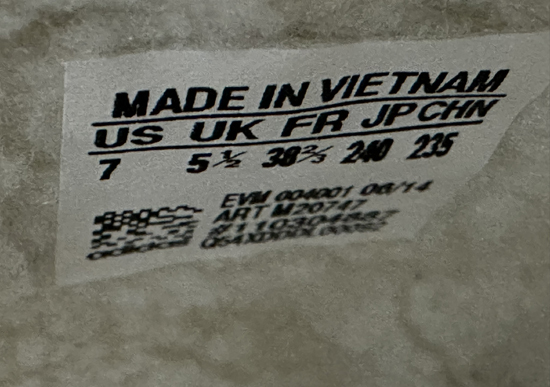 MADE IN VIETNAM
US UK FR JP CHN
7 5½ 38⅔ 240 235
EVM 004001 06/14
ART M20747
adidas